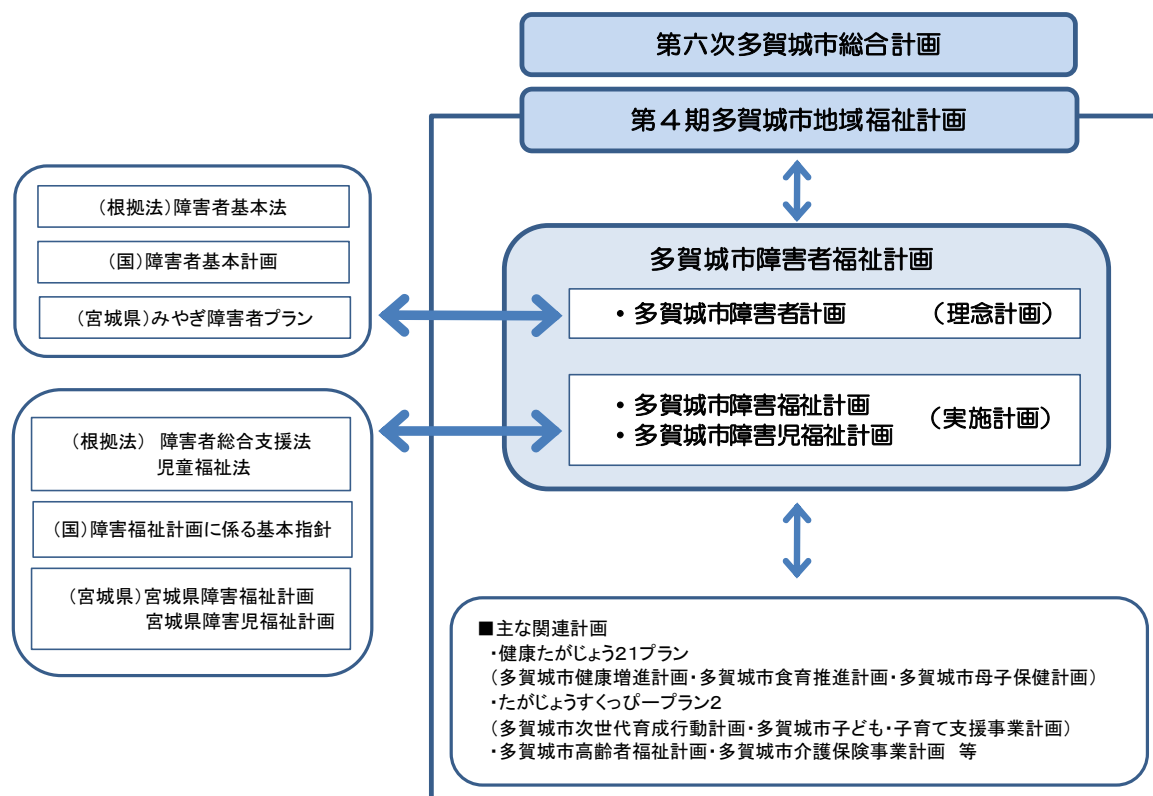 第六次多賀城市総合計画
第4期多賀城市地域福祉計画
(根拠法)障害者基本法
(国)障害者基本計画
(宮城県)みやぎ障害者プラン
多賀城市障害者福祉計画
・多賀城市障害者計画 (理念計画)
・多賀城市障害福祉計画
・多賀城市障害児福祉計画
(実施計画)
(根拠法) 障害者総合支援法
児童福祉法
(国)障害福祉計画に係る基本指針
(宮城県)宮城県障害福祉計画
宮城県障害児福祉計画
■主な関連計画
・健康たがじょう21プラン
(多賀城市健康増進計画・多賀城市食育推進計画・多賀城市母子保健計画)
・たがじょうすくっぴープラン2
(多賀城市次世代育成行動計画・多賀城市子ども・子育て支援事業計画)
・多賀城市高齢者福祉計画・多賀城市介護保険事業計画 等